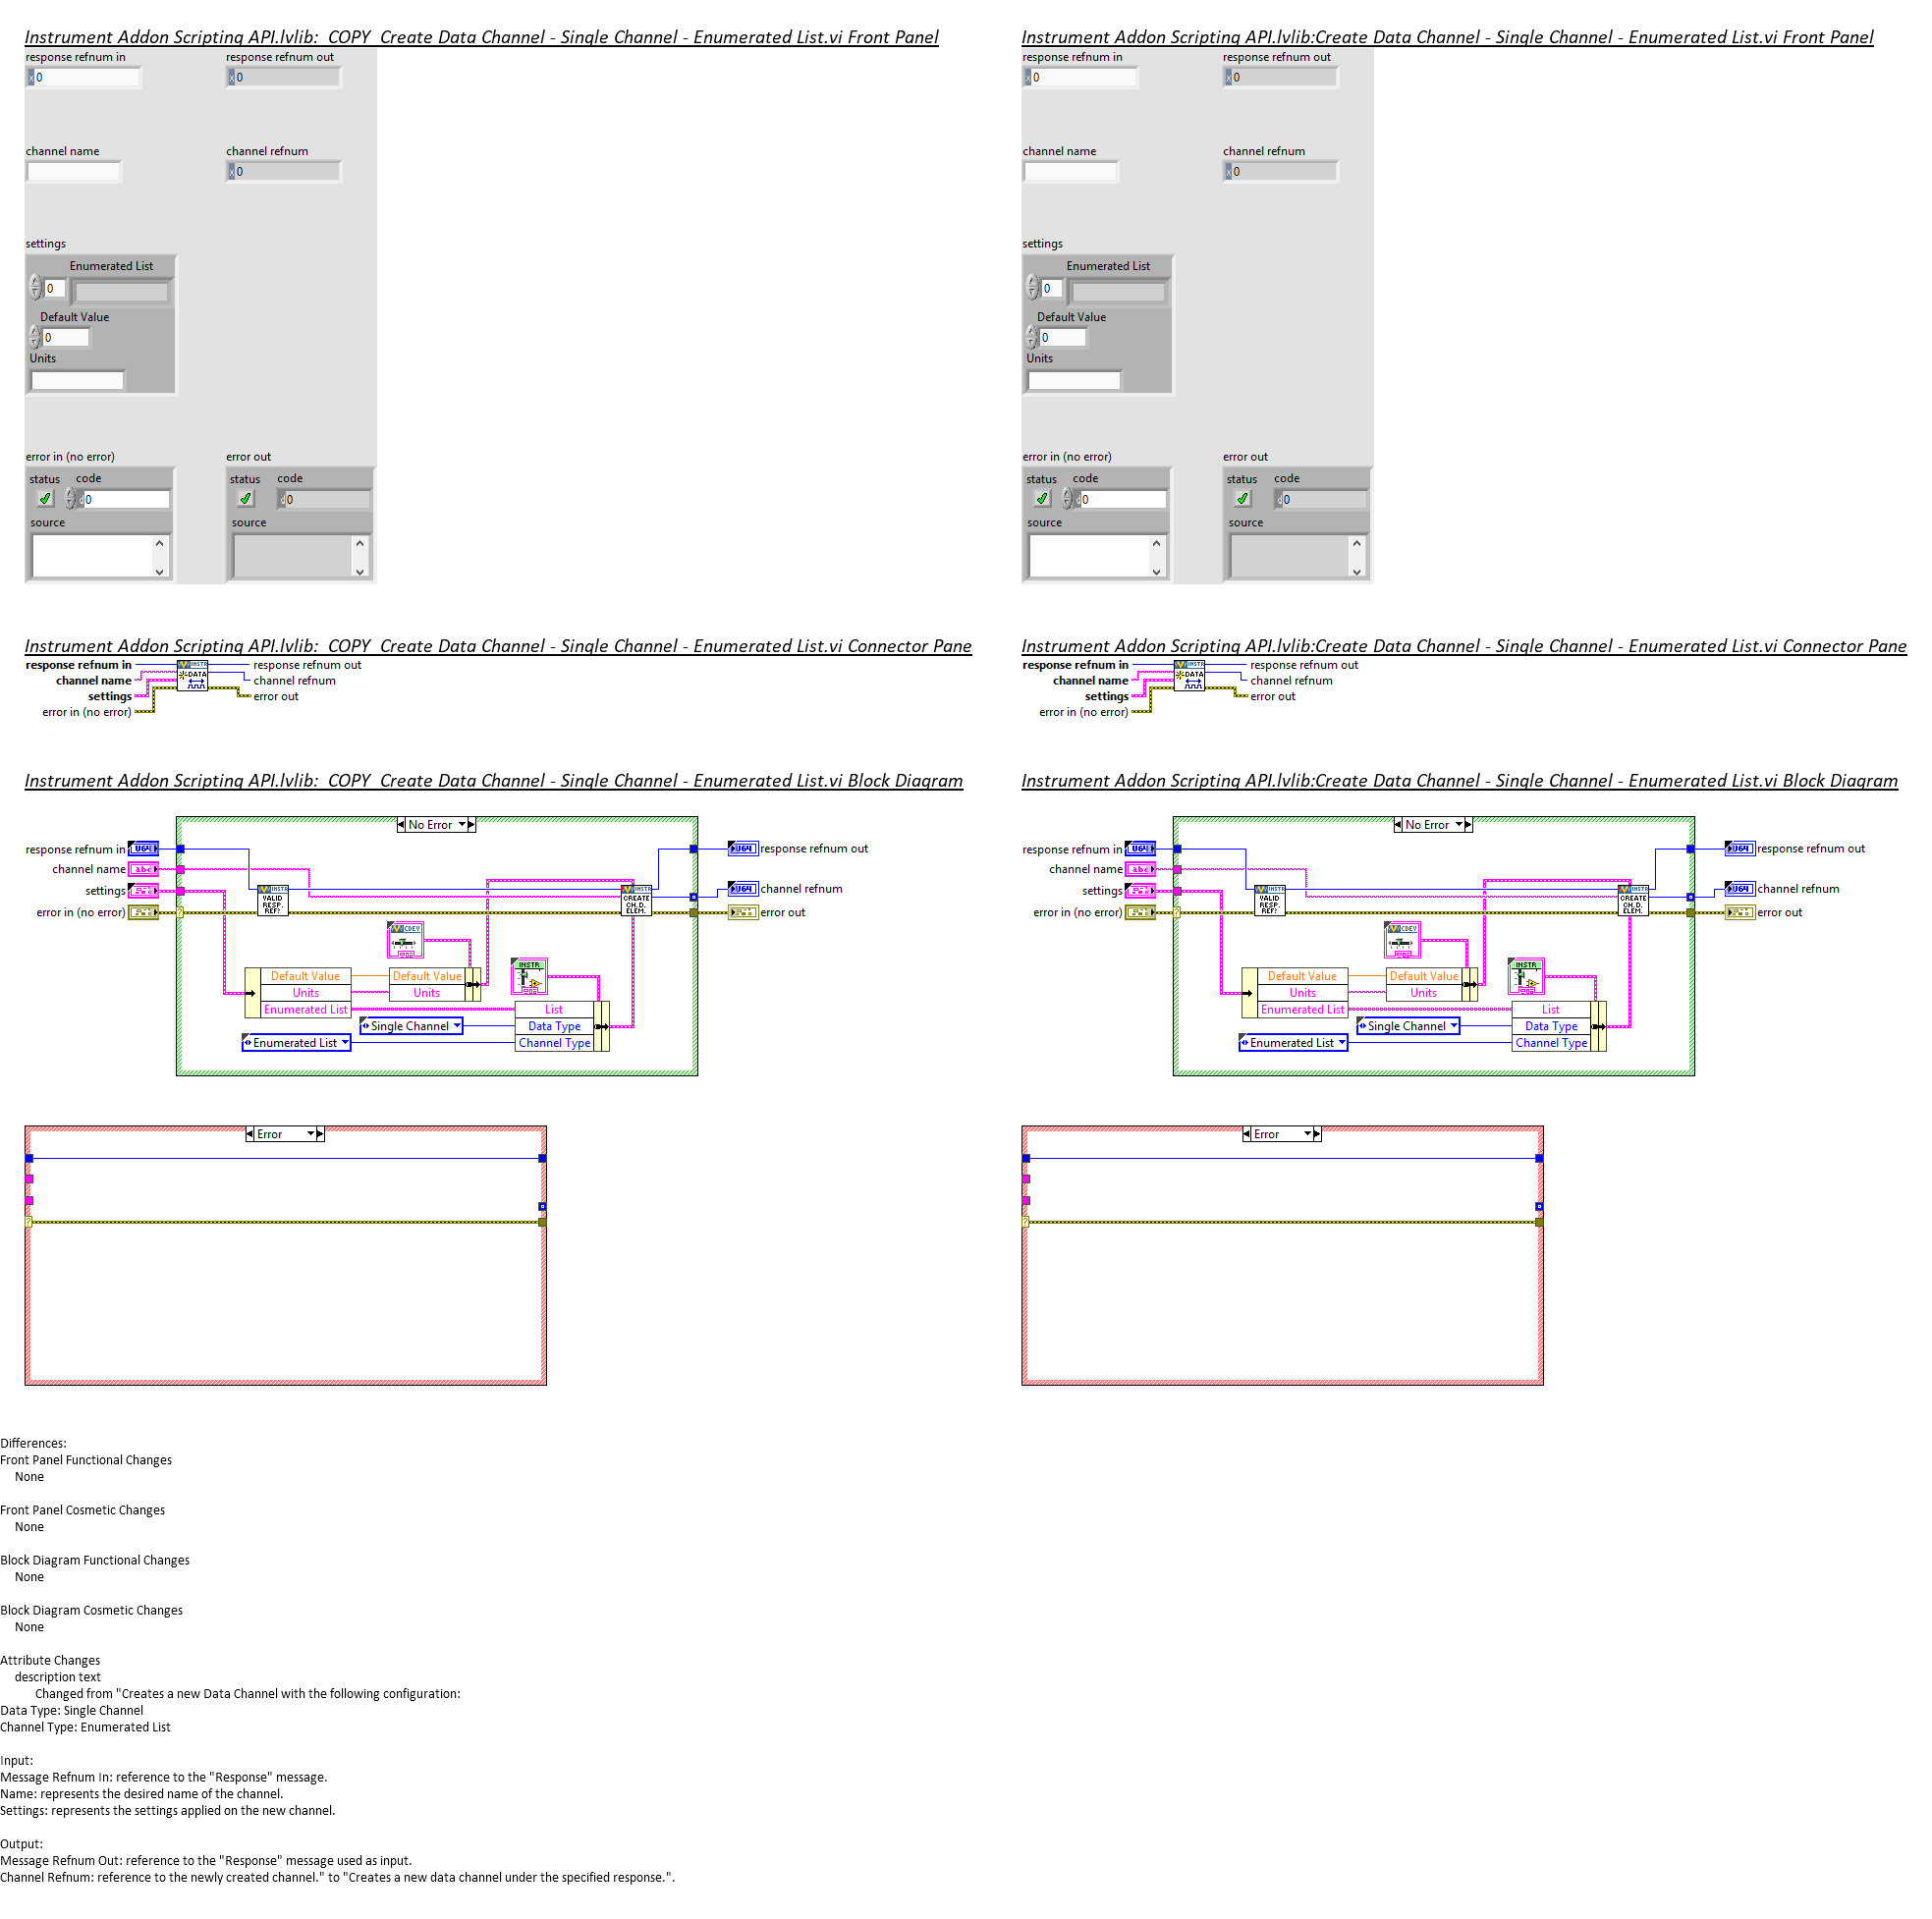 Instrument Addon Scripting API.lvlib:  COPY  Create Data Channel - Single Channel - Enumerated List.vi Front Panel
response refnum in
response refnum out
x 0
x 0
channel name
channel refnum
x 0
settings
Enumerated List
0
Default Value
0
Units
error in (no error)
error out
status code
status code
d 0
d 0
source
source
Instrument Addon Scripting API.lvlib:Create Data Channel - Single Channel - Enumerated List.vi Front Panel
response refnum in
response refnum out
x 0
x 0
channel name
channel refnum
x 0
settings
Enumerated List
0
Default Value
0
Units
error in (no error)
error out
status code
status code
d 0
d 0
source
source
Instrument Addon Scripting API.lvlib:  COPY  Create Data Channel - Single Channel - Enumerated List.vi Connector Pane
response refnum in
channel name
settings
error in (no error)
INSTR
DATA
response refnum out
channel refnum
error out
Instrument Addon Scripting API.lvlib:Create Data Channel - Single Channel - Enumerated List.vi Connector Pane
response refnum in
channel name
settings
error in (no error)
INSTR
DATA
response refnum out
channel refnum
error out
Instrument Addon Scripting API.lvlib:  COPY  Create Data Channel - Single Channel - Enumerated List.vi Block Diagram
No Error
response refnum in
U64
channel name
abc
settings
error in (no error)
?
INSTR
VALID
RESP.
REF?
INSTR
CREATE
CH.D.
ELEM.
U64
response refnum out
U64
channel refnum
error out
CDEV
INSTR
Default Value
Units
Enumerated List
Default Value
Units
List
Data Type
Channel Type
Single Channel
Enumerated List
Error
?
Instrument Addon Scripting API.lvlib:Create Data Channel - Single Channel - Enumerated List.vi Block Diagram
No Error
response refnum in
U64
channel name
abc
settings
error in (no error)
?
INSTR
VALID
RESP.
REF?
INSTR
CREATE
CH.D.
ELEM.
U64
response refnum out
U64
channel refnum
error out
CDEV
INSTR
Default Value
Units
Enumerated List
Default Value
Units
List
Data Type
Channel Type
Single Channel
Enumerated List
Error
?
Differences:
Front Panel Functional Changes
None
Front Panel Cosmetic Changes
None
Block Diagram Functional Changes
None
Block Diagram Cosmetic Changes
None
Attribute Changes
description text
Changed from "Creates a new Data Channel with the following configuration:
Data Type: Single Channel
Channel Type: Enumerated List
Input:
Message Refnum In: reference to the "Response" message.
Name: represents the desired name of the channel.
Settings: represents the settings applied on the new channel.
Output:
Message Refnum Out: reference to the "Response" message used as input.
Channel Refnum: reference to the newly created channel." to "Creates a new data channel under the specified response.".